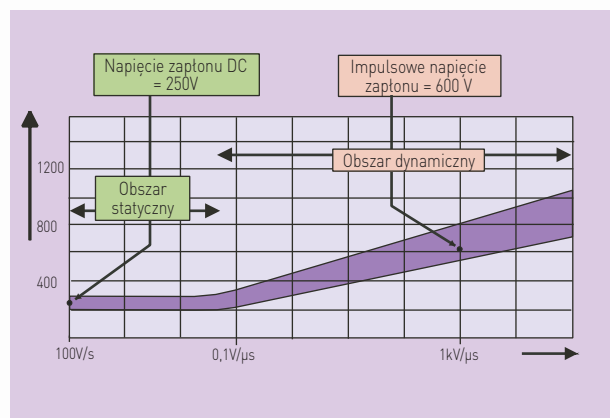 Napięcie zapłonu DC
= 250V
Impulsowe napięcie
zapłonu = 600 V
Obszar dynamiczny
Obszar
statyczny
1200
800
400
100V/s
0,1V/µs
1kV/µs